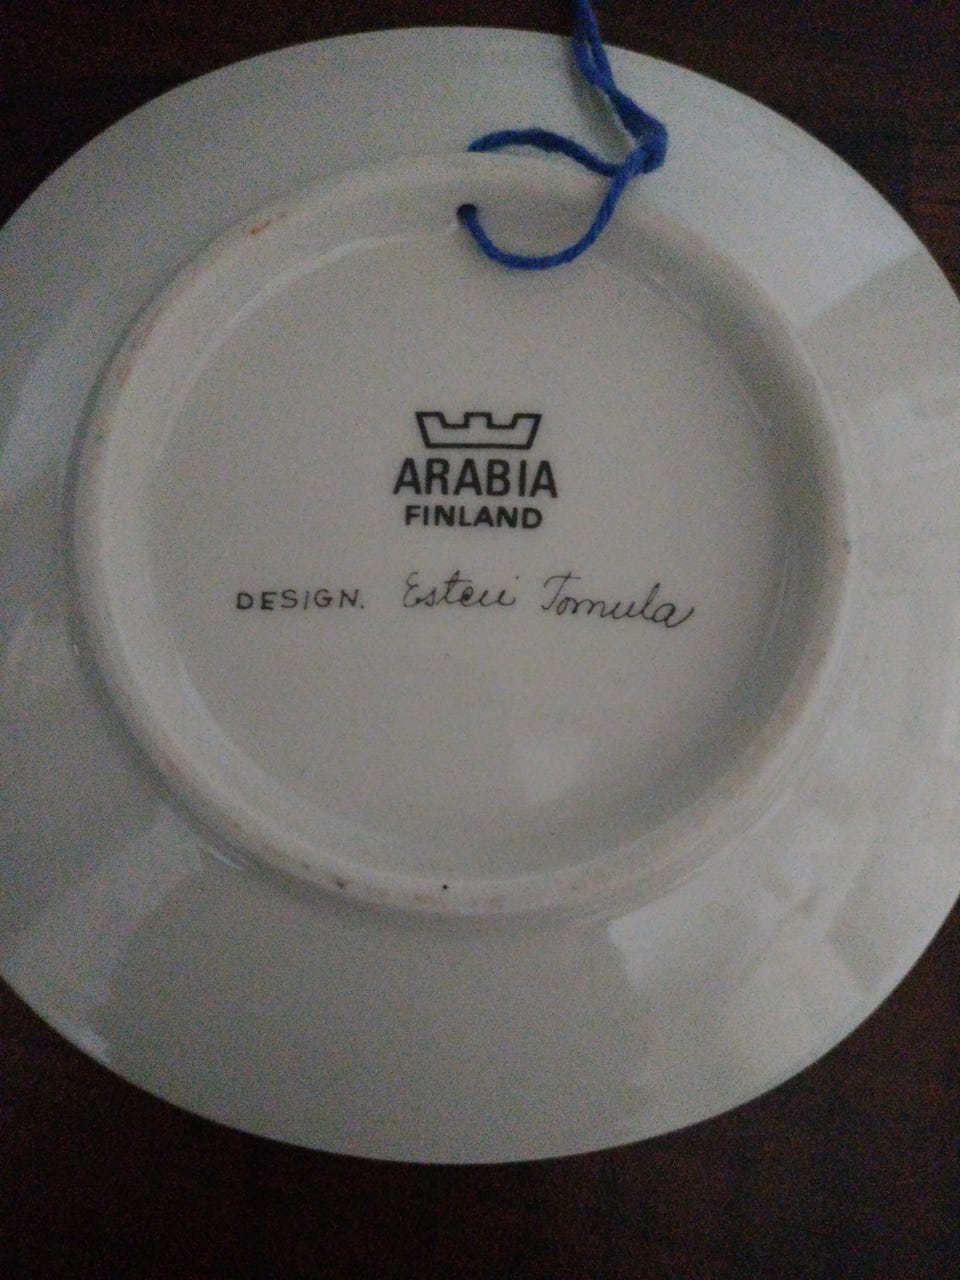 ARABIA
FINLAND
DESIGN. Esteri Tomula